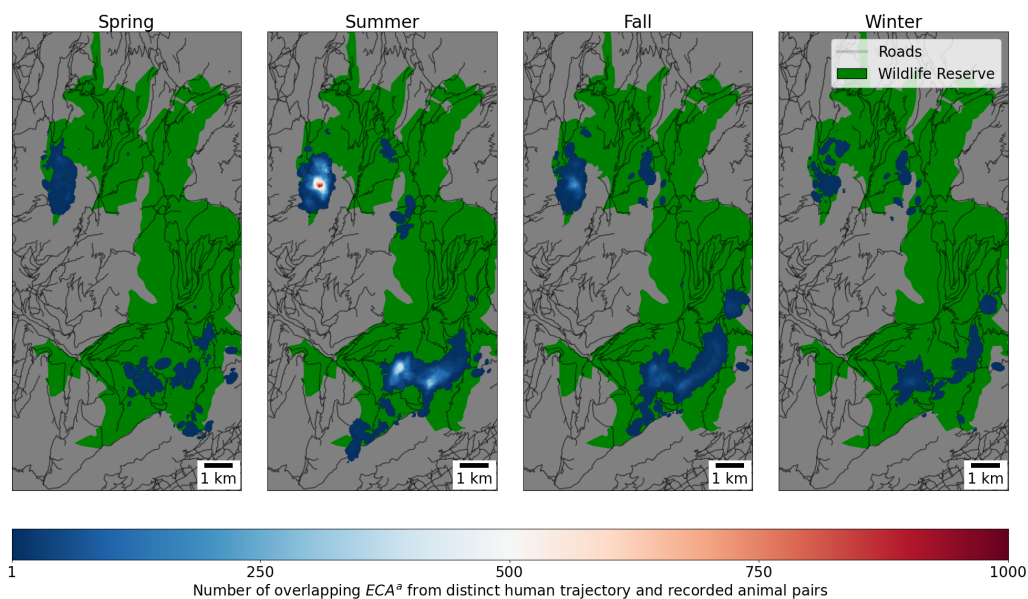 Spring
Summer
Fall
Winter
Roads
Wildlife Reserve
1 km
1 km
1 km
1 km
1
250
500
750
1000
Number of overlapping ECAᵃ from distinct human trajectory and recorded animal pairs